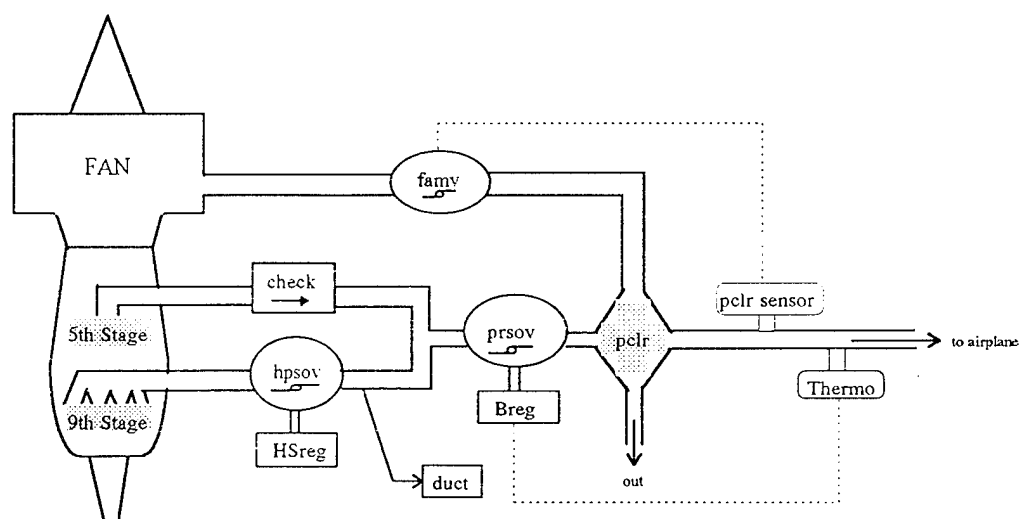 FAN
famv
check
pclr sensor
5th Stage
prsov
pclr
to airplane
hpsov
Thermo
9th Stage
Breg
HSreg
duct
out